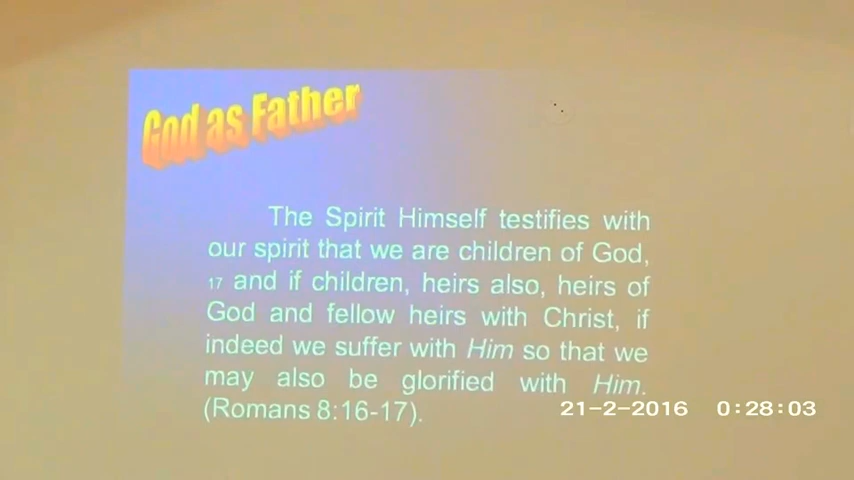 God as Father
The Spirit Himself testifies with
our spirit that we are children of God,
17 and if children, heirs also, heirs of
God and fellow heirs with Christ, if
indeed we suffer with Him so that we
may also be glorified with Him.
(Romans 8:16-17).
21-2-2016 0:28:03